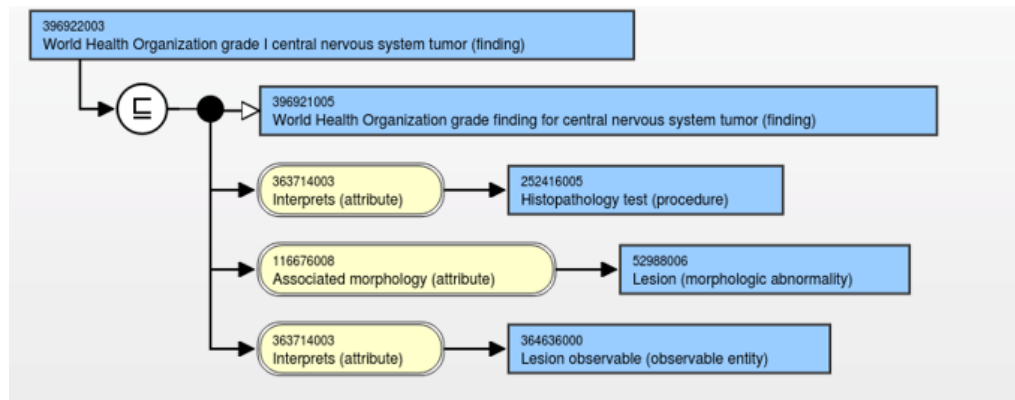 396922003
World Health Organization grade I central nervous system tumor (finding)
⊑
396921005
World Health Organization grade finding for central nervous system tumor (finding)
363714003
Interprets (attribute)
252416005
Histopathology test (procedure)
116676008
Associated morphology (attribute)
52988006
Lesion (morphologic abnormality)
363714003
Interprets (attribute)
364636000
Lesion observable (observable entity)